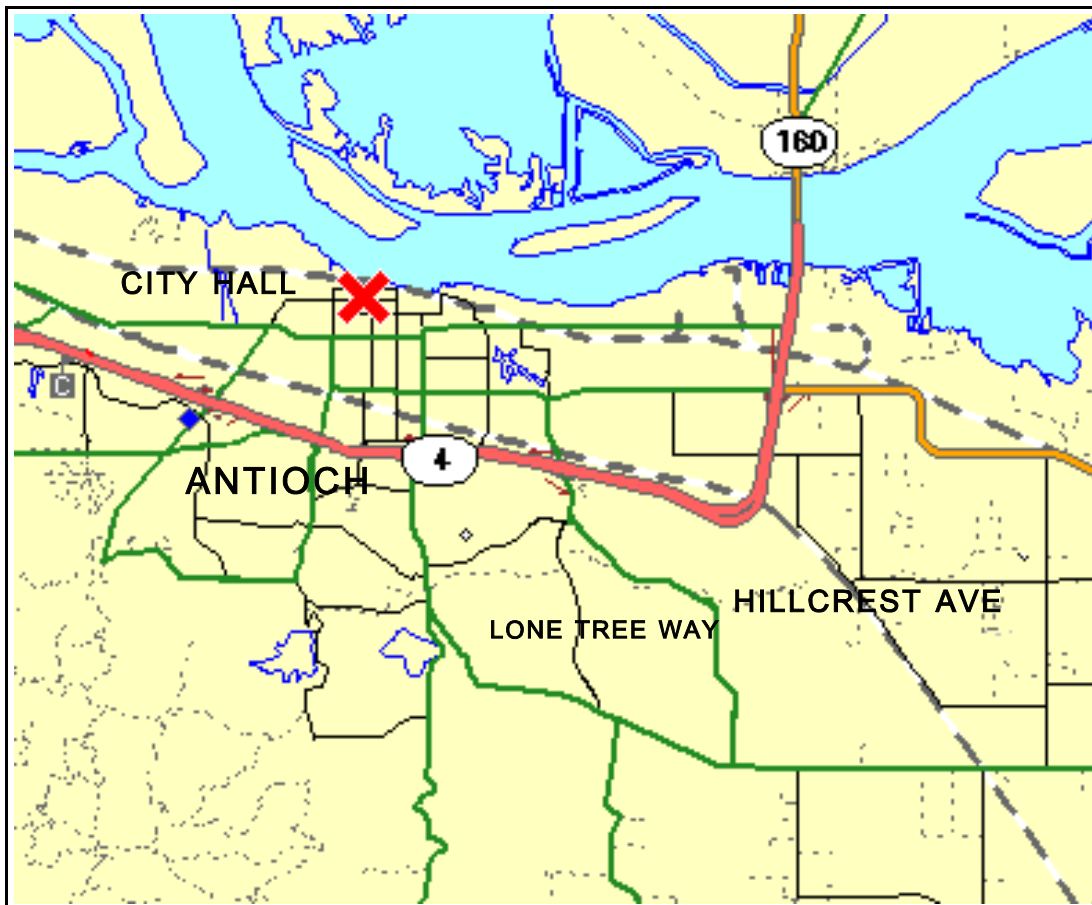 160
CITY HALL
C
4
ANTIOCH
HILLCREST AVE
LONE TREE WAY